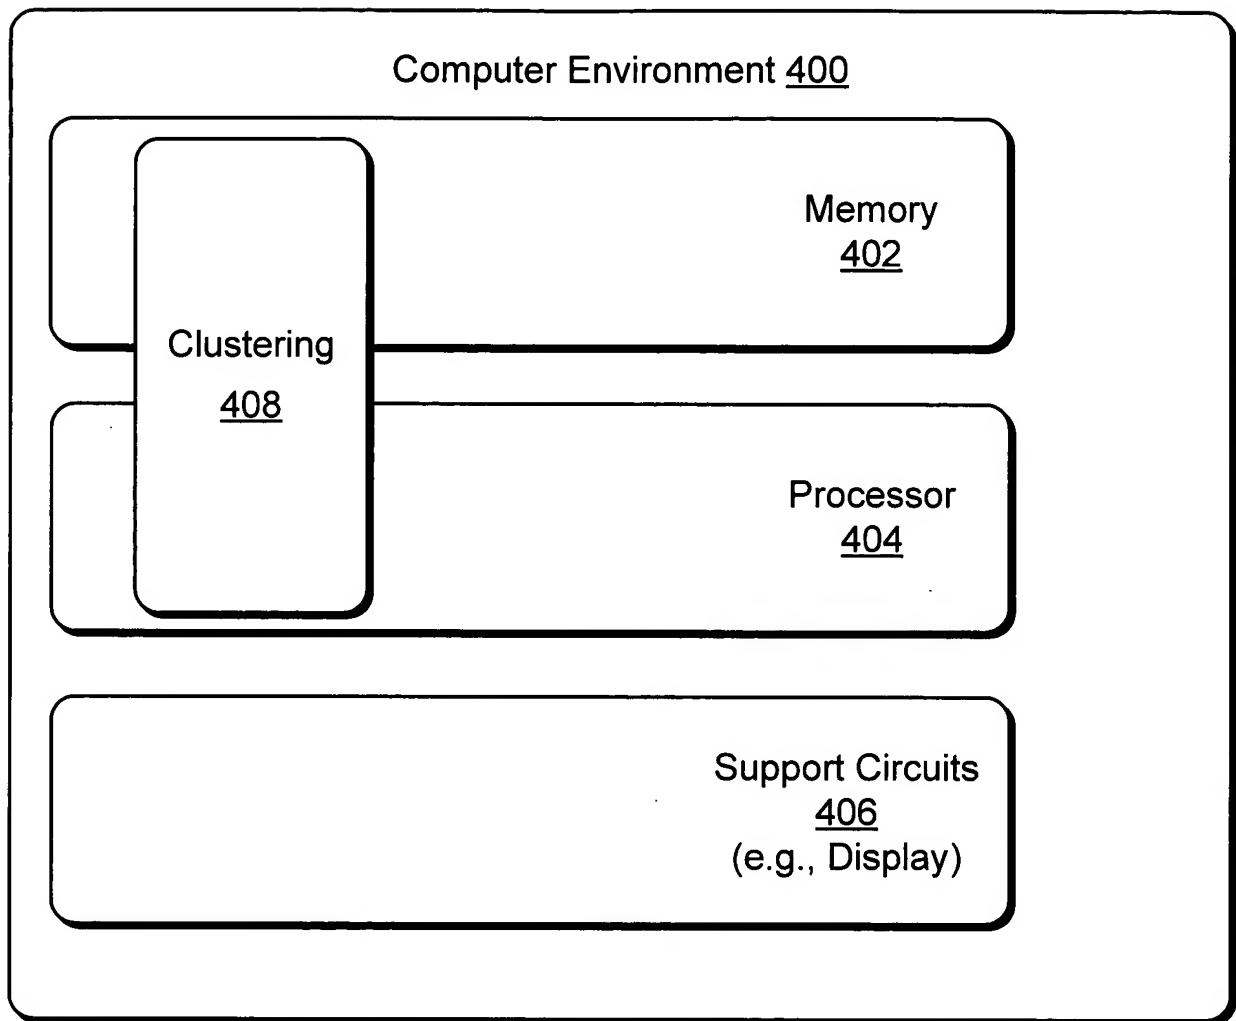 Computer Environment 400
Memory
402
Clustering
408
Processor
404
Support Circuits
406
(e.g., Display)